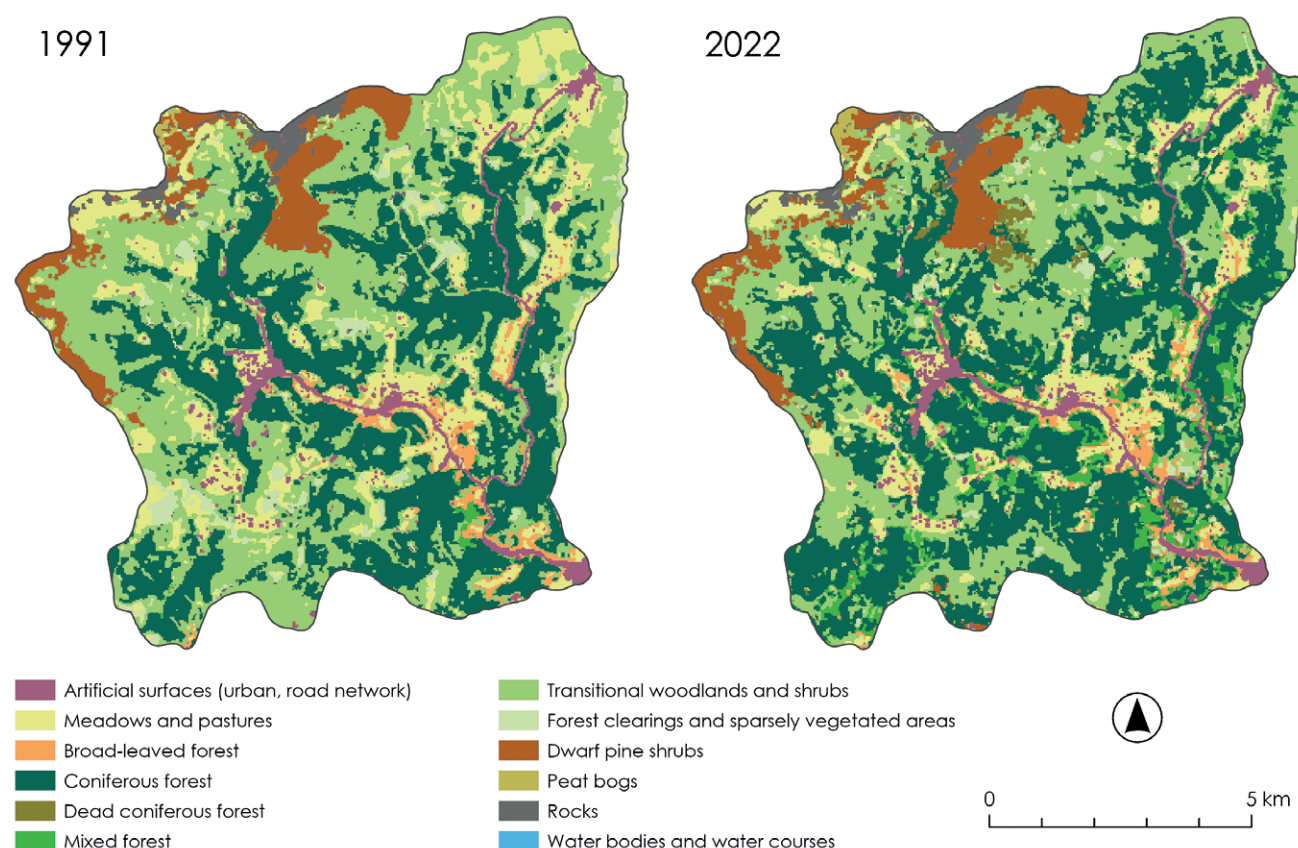 1991
2022
Artificial surfaces (urban, road network)
Meadows and pastures
Broad-leaved forest
Coniferous forest
Dead coniferous forest
Mixed forest
Transitional woodlands and shrubs
Forest clearings and sparsely vegetated areas
Dwarf pine shrubs
Peat bogs
Rocks
Water bodies and water courses
0
5 km